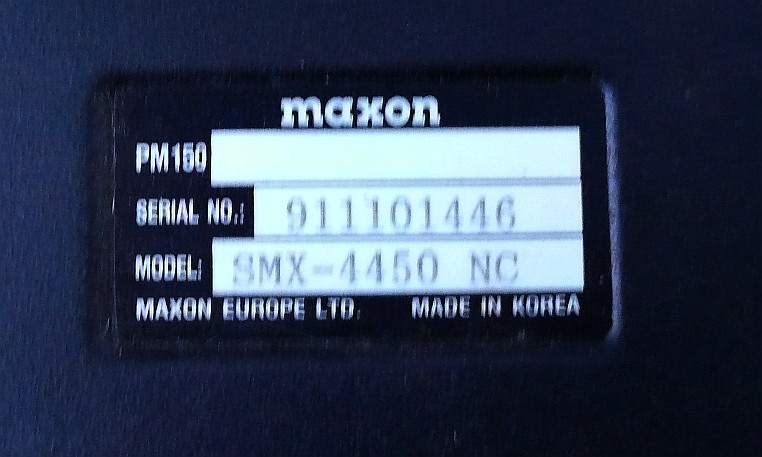 maxon
PM150
SERIAL NO.: 911101446
MODEL: SMX-4450 NC
MAXON EUROPE LTD. MADE IN KOREA